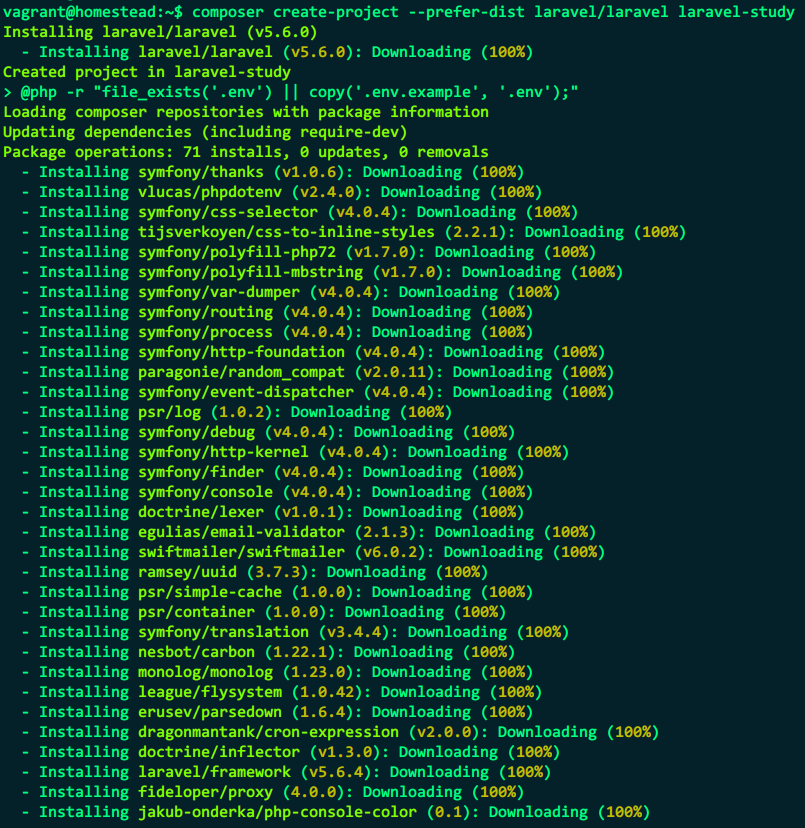 vagrant@homestead:~$ composer create-project --prefer-dist laravel/laravel laravel-study
Installing laravel/laravel (v5.6.0)
  - Installing laravel/laravel (v5.6.0): Downloading (100%)
Created project in laravel-study
> @php -r "file_exists('.env') || copy('.env.example', '.env');"
Loading composer repositories with package information
Updating dependencies (including require-dev)
Package operations: 71 installs, 0 updates, 0 removals
  - Installing symfony/thanks (v1.0.6): Downloading (100%)
  - Installing vlucas/phpdotenv (v2.4.0): Downloading (100%)
  - Installing symfony/css-selector (v4.0.4): Downloading (100%)
  - Installing tijsverkoyen/css-to-inline-styles (2.2.1): Downloading (100%)
  - Installing symfony/polyfill-php72 (v1.7.0): Downloading (100%)
  - Installing symfony/polyfill-mbstring (v1.7.0): Downloading (100%)
  - Installing symfony/var-dumper (v4.0.4): Downloading (100%)
  - Installing symfony/routing (v4.0.4): Downloading (100%)
  - Installing symfony/process (v4.0.4): Downloading (100%)
  - Installing symfony/http-foundation (v4.0.4): Downloading (100%)
  - Installing paragonie/random_compat (v2.0.11): Downloading (100%)
  - Installing symfony/event-dispatcher (v4.0.4): Downloading (100%)
  - Installing psr/log (1.0.2): Downloading (100%)
  - Installing symfony/debug (v4.0.4): Downloading (100%)
  - Installing symfony/http-kernel (v4.0.4): Downloading (100%)
  - Installing symfony/finder (v4.0.4): Downloading (100%)
  - Installing symfony/console (v4.0.4): Downloading (100%)
  - Installing doctrine/lexer (v1.0.1): Downloading (100%)
  - Installing egulias/email-validator (2.1.3): Downloading (100%)
  - Installing swiftmailer/swiftmailer (v6.0.2): Downloading (100%)
  - Installing ramsey/uuid (3.7.3): Downloading (100%)
  - Installing psr/simple-cache (1.0.0): Downloading (100%)
  - Installing psr/container (1.0.0): Downloading (100%)
  - Installing symfony/translation (v3.4.4): Downloading (100%)
  - Installing nesbot/carbon (1.22.1): Downloading (100%)
  - Installing monolog/monolog (1.23.0): Downloading (100%)
  - Installing league/flysystem (1.0.42): Downloading (100%)
  - Installing erusev/parsedown (1.6.4): Downloading (100%)
  - Installing dragonmantank/cron-expression (v2.0.0): Downloading (100%)
  - Installing doctrine/inflector (v1.3.0): Downloading (100%)
  - Installing laravel/framework (v5.6.4): Downloading (100%)
  - Installing fideloper/proxy (4.0.0): Downloading (100%)
  - Installing jakub-onderka/php-console-color (0.1): Downloading (100%)